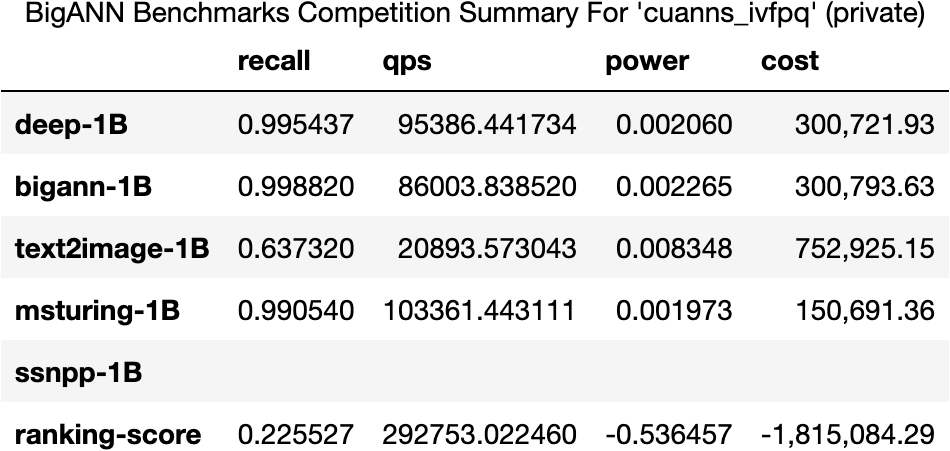 BigANN Benchmarks Competition Summary For 'cuanns_ivfpq' (private)
recall qps power cost
deep-1B 0.995437 95386.441734 0.002060 300,721.93
bigann-1B 0.998820 86003.838520 0.002265 300,793.63
text2image-1B 0.637320 20893.573043 0.008348 752,925.15
msturing-1B 0.990540 103361.443111 0.001973 150,691.36
ssnpp-1B
ranking-score 0.225527 292753.022460 -0.536457 -1,815,084.29